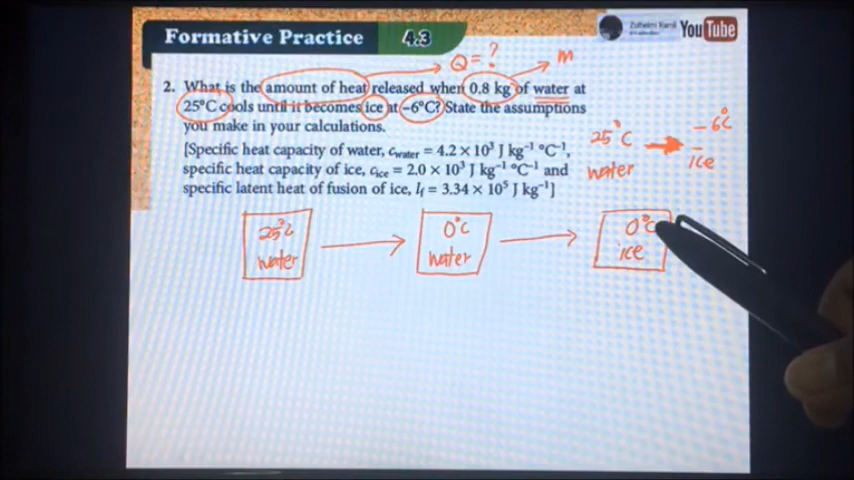 Formative Practice 4.3
Zulhelmi Ramli
YouTube
Q = ? m
2. What is the amount of heat released when 0.8 kg of water at
25°C cools until it becomes ice at –6°C? State the assumptions
you make in your calculations.
[Specific heat capacity of water, c_water = 4.2 × 10³ J kg⁻¹ °C⁻¹,
specific heat capacity of ice, c_ice = 2.0 × 10³ J kg⁻¹ °C⁻¹ and
specific latent heat of fusion of ice, l_f = 3.34 × 10⁵ J kg⁻¹]
25°C → –6°C
water ice
25°C → 0°C → 0°C
water water ice